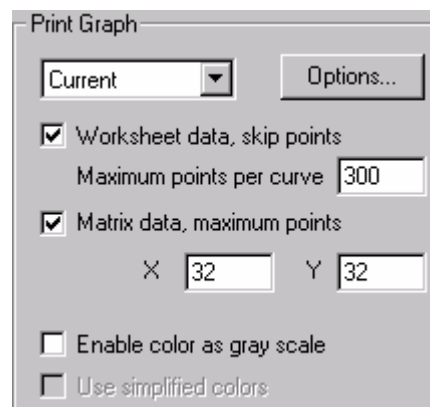 Print Graph
Current Options...
Worksheet data, skip points
Maximum points per curve 300
Matrix data, maximum points
X 32 Y 32
Enable color as gray scale
Use simplified colors